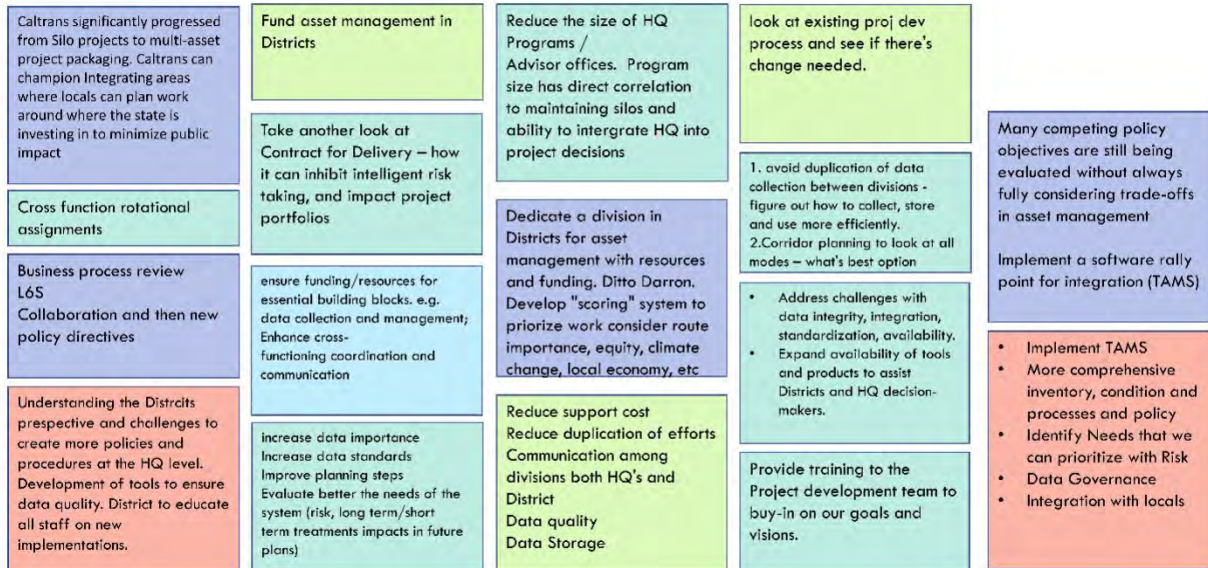 Caltrans significantly progressed
from Silo projects to multi-asset
project packaging. Caltrans can
champion Integrating areas
where locals can plan work
around where the state is
investing in to minimize public
impact
Cross function rotational
assignments
Business process review
L6S
Collaboration and then new
policy directives
Understanding the Distrcits
prespective and challenges to
create more policies and
procedures at the HQ level.
Development of tools to ensure
data quality. District to educate
all staff on new
implementations.
Fund asset management in
Districts
Take another look at
Contract for Delivery – how
it can inhibit intelligent risk
taking, and impact project
portfolios
ensure funding/resources for
essential building blocks. e.g.
data collection and management;
Enhance cross-
functioning coordination and
communication
increase data importance
Increase data standards
Improve planning steps
Evaluate better the needs of the
system (risk, long term/short
term treatments impacts in future
plans)
Reduce the size of HQ
Programs /
Advisor offices. Program
size has direct correlation
to maintaining silos and
ability to intergrate HQ into
project decisions
Dedicate a division in
Districts for asset
management with resources
and funding. Ditto Darron.
Develop "scoring" system to
priorize work consider route
importance, equity, climate
change, local economy, etc
Reduce support cost
Reduce duplication of efforts
Communication among
divisions both HQ's and
District
Data quality
Data Storage
look at existing proj dev
process and see if there's
change needed.
1. avoid duplication of data
collection between divisions -
figure out how to collect, store
and use more efficiently.
2.Corridor planning to look at all
modes – what's best option
• Address challenges with
data integrity, integration,
standardization, availability.
• Expand availability of tools
and products to assist
Districts and HQ decision-
makers.
Provide training to the
Project development team to
buy-in on our goals and
visions.
Many competing policy
objectives are still being
evaluated without always
fully considering trade-offs
in asset management
Implement a software rally
point for integration (TAMS)
• Implement TAMS
• More comprehensive
inventory, condition and
processes and policy
• Identify Needs that we
can prioritize with Risk
• Data Governance
• Integration with locals